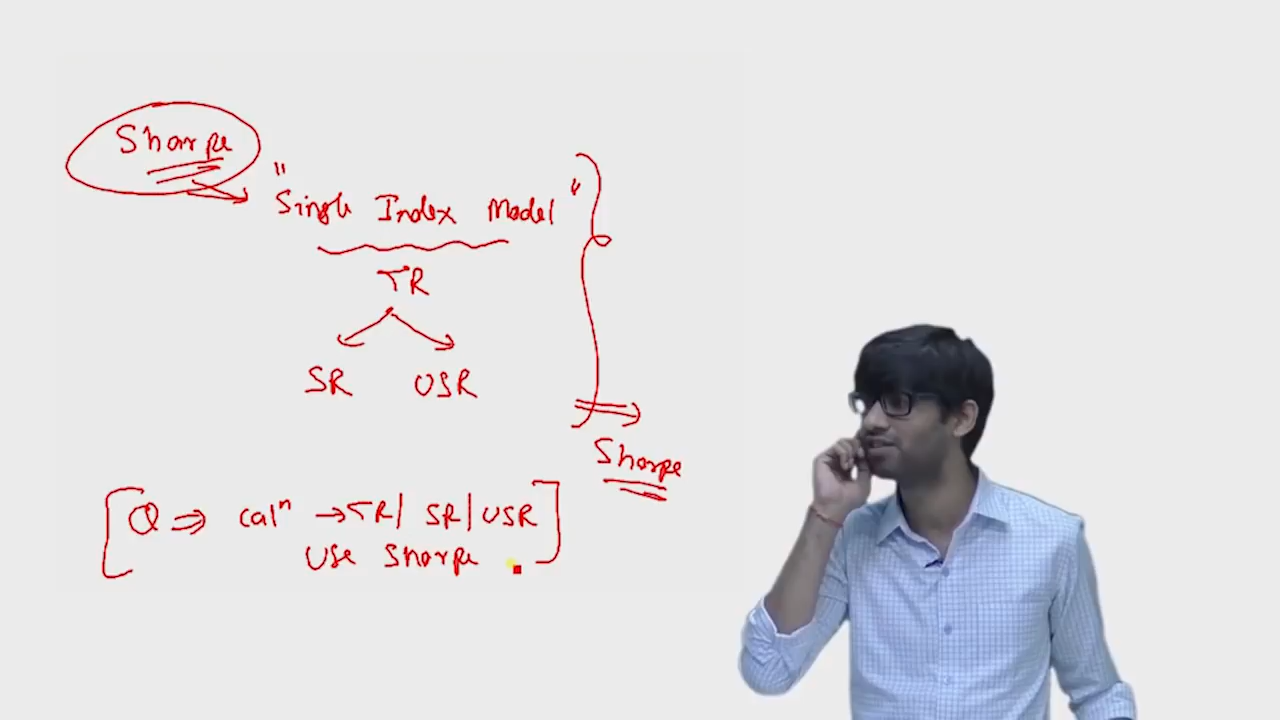 Sharpe
"Single Index Model"
TR
SR USR
Sharpe
[Q ⇒ calⁿ → TR/ SR/ USR
Use Sharpe.]